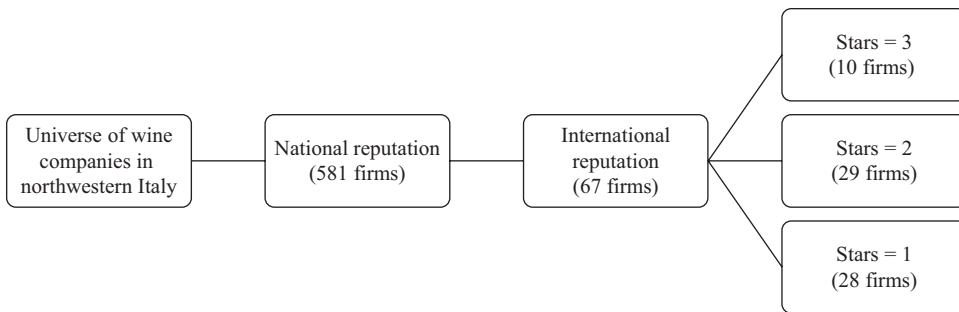 Universe of wine
companies in
northwestern Italy
National reputation
(581 firms)
International
reputation
(67 firms)
Stars = 3
(10 firms)
Stars = 2
(29 firms)
Stars = 1
(28 firms)